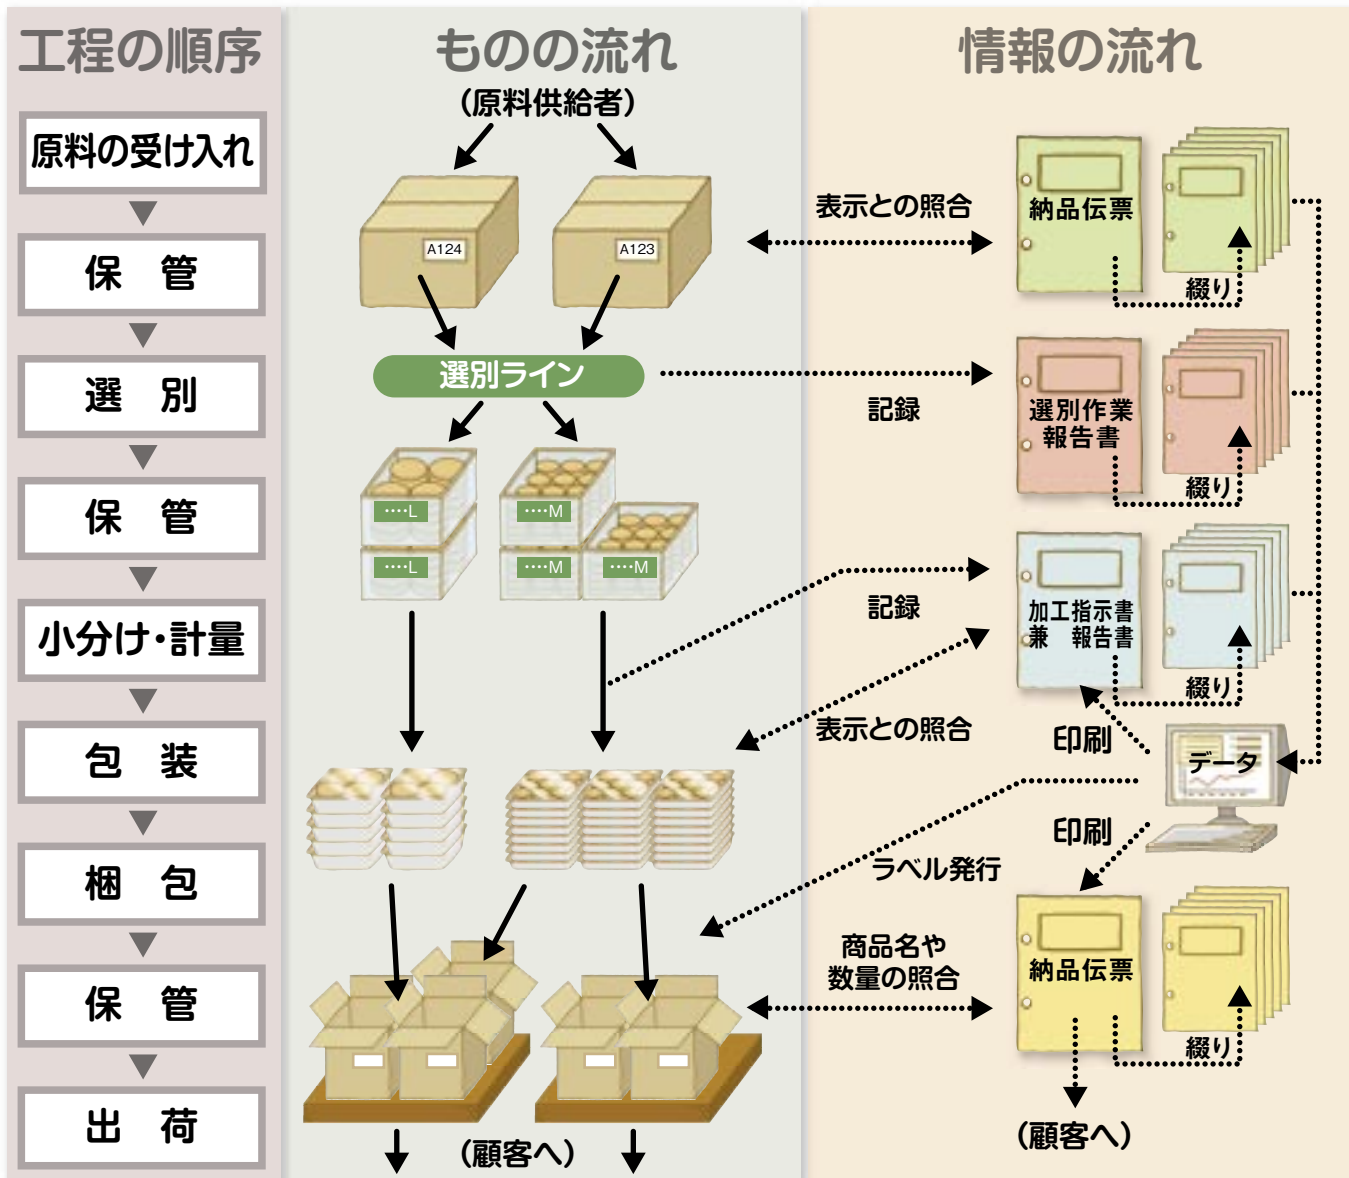 工程の順序
原料の受け入れ
保 管
選 別
保 管
小分け・計量
包 装
梱 包
保 管
出 荷
ものの流れ
(原料供給者)
A124
A123
選別ライン
‥‥L
‥‥M
‥‥L
‥‥M
‥‥M
(顧客へ)
情報の流れ
表示との照合
納品伝票
綴り
記録
選別作業
報告書
綴り
記録
加工指示書
兼 報告書
綴り
表示との照合
印刷
データ
印刷
ラベル発行
商品名や
数量の照合
納品伝票
綴り
(顧客へ)